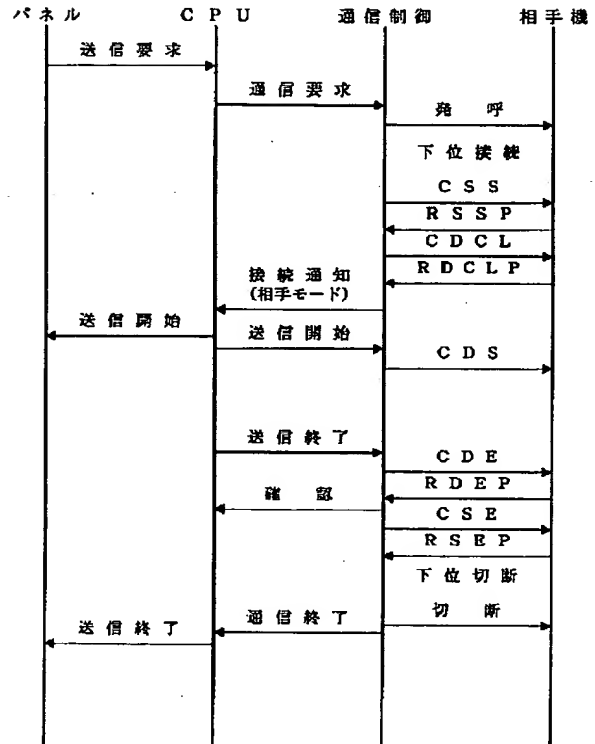 パネル CPU 通信制御 相手機
送信要求
通信要求
発呼
下位接続
CSS
RSSP
CDCL
RDCLP
接続通知
(相手モード)
送信開始
送信開始
CDS
送信終了
CDE
RDEP
確認
CSE
RSEP
下位切断
切断
通信終了
送信終了